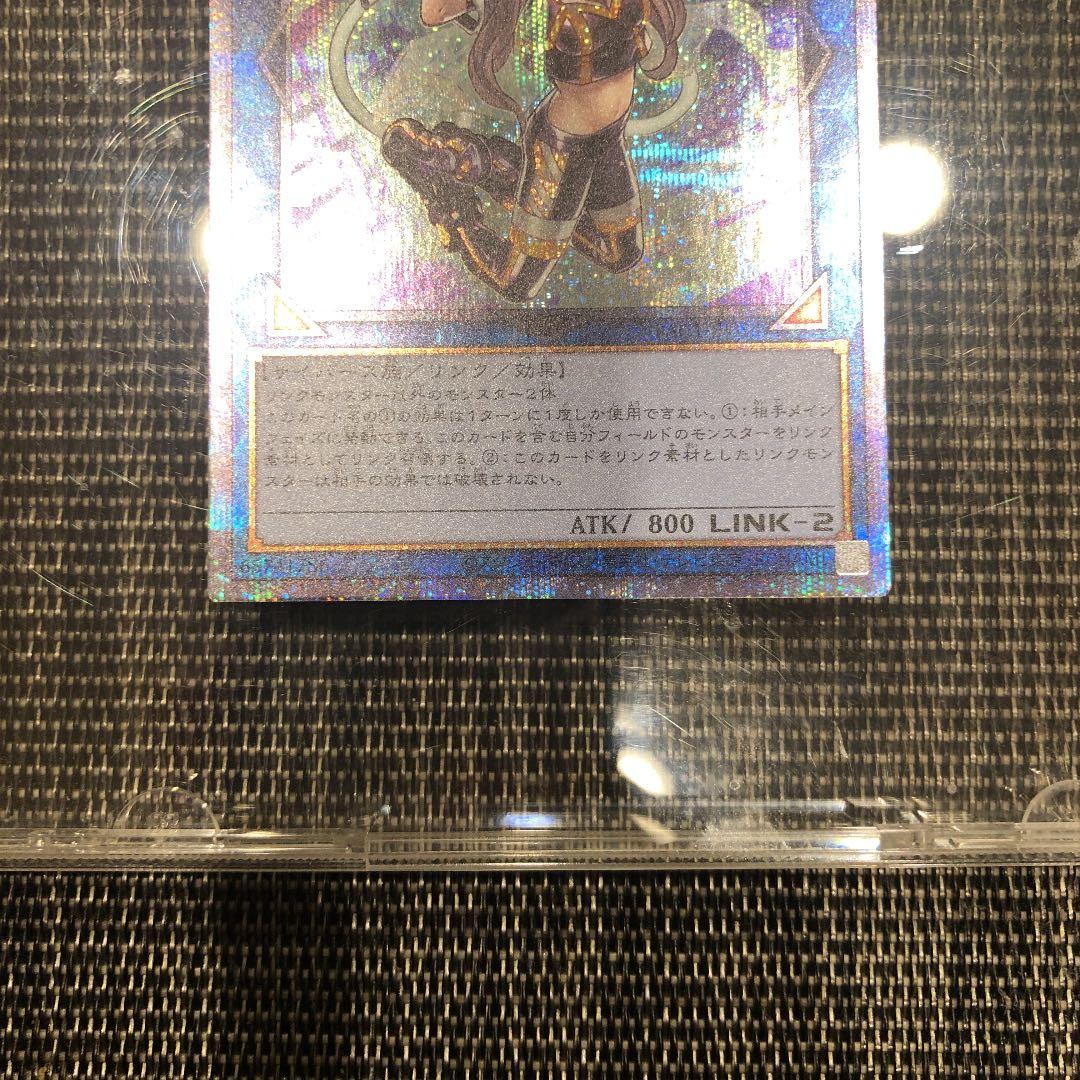 【サイバース族／リンク／効果】
リンクモンスター以外のモンスター2体
このカード名の①の効果は1ターンに1度しか使用できない。①:相手メイン
フェイズに発動できる。このカードを含む自分フィールドのモンスターをリンク
素材としてリンク召喚する。②:このカードをリンク素材としたリンクモン
スターは相手の効果では破壊されない。
ATK/ 800 LINK-2